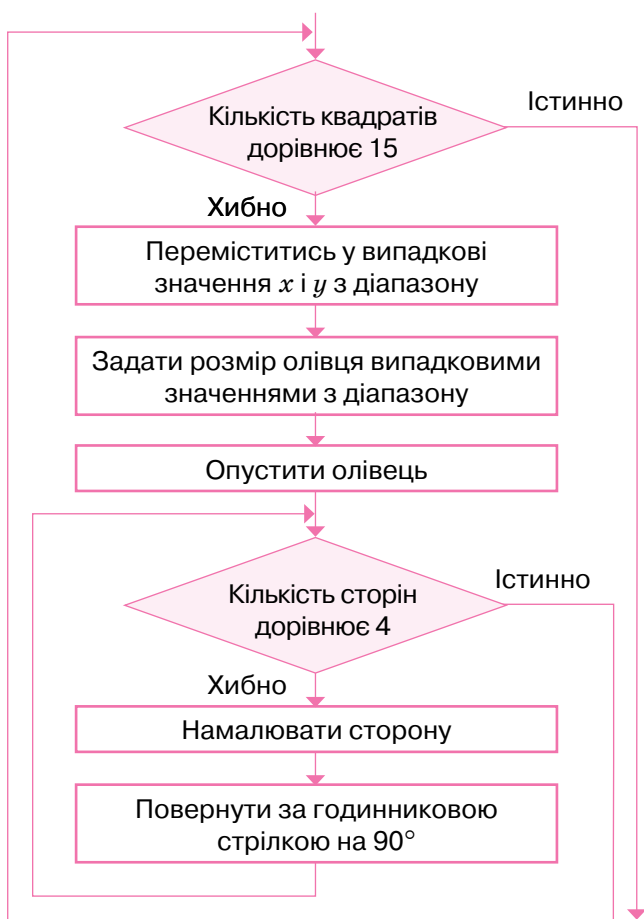 Кількість квадратів
дорівнює 15
Істинно
Хибно
Переміститись у випадкові
значення x і y з діапазону
Задати розмір олівця випадковими
значеннями з діапазону
Опустити олівець
Кількість сторін
дорівнює 4
Істинно
Хибно
Намалювати сторону
Повернути за годинниковою
стрілкою на 90°